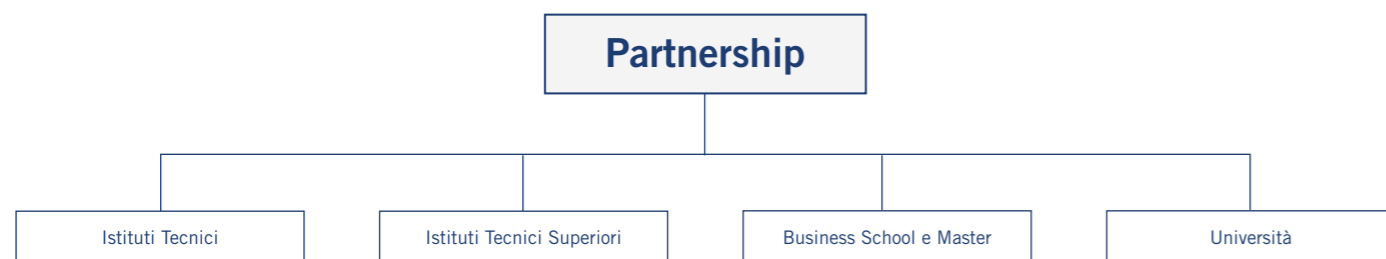 Partnership
Istituti Tecnici
Istituti Tecnici Superiori
Business School e Master
Università